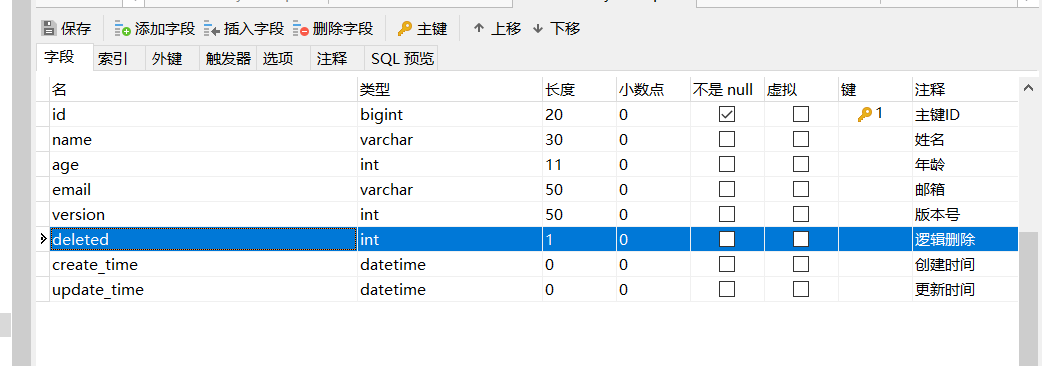 保存 添加字段 插入字段 删除字段 主键 上移 下移
字段 索引 外键 触发器 选项 注释 SQL 预览
名 类型 长度 小数点 不是 null 虚拟 键 注释
id bigint 20 0 1 主键ID
name varchar 30 0 姓名
age int 11 0 年龄
email varchar 50 0 邮箱
version int 50 0 版本号
deleted int 1 0 逻辑删除
create_time datetime 0 0 创建时间
update_time datetime 0 0 更新时间